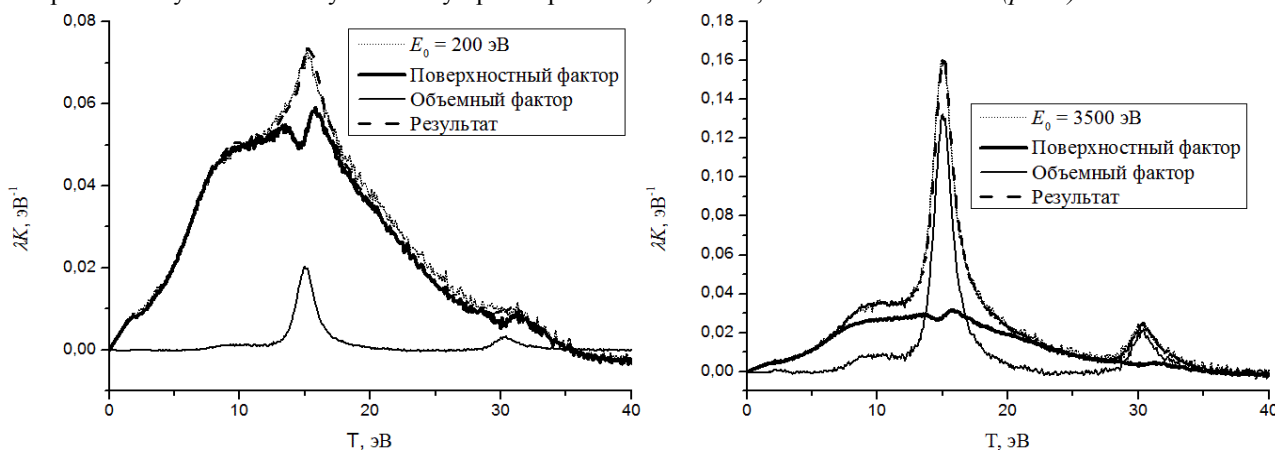 0,08
0,06
0,04
0,02
0,00
λK, эВ-1
E0 = 200 эВ
Поверхностный фактор
Объемный фактор
Результат
0 10 20 30 40
T, эВ
0,18
0,16
0,14
0,12
0,10
0,08
0,06
0,04
0,02
0,00
λK, эВ-1
E0 = 3500 эВ
Поверхностный фактор
Объемный фактор
Результат
0 10 20 30 40
T, эВ